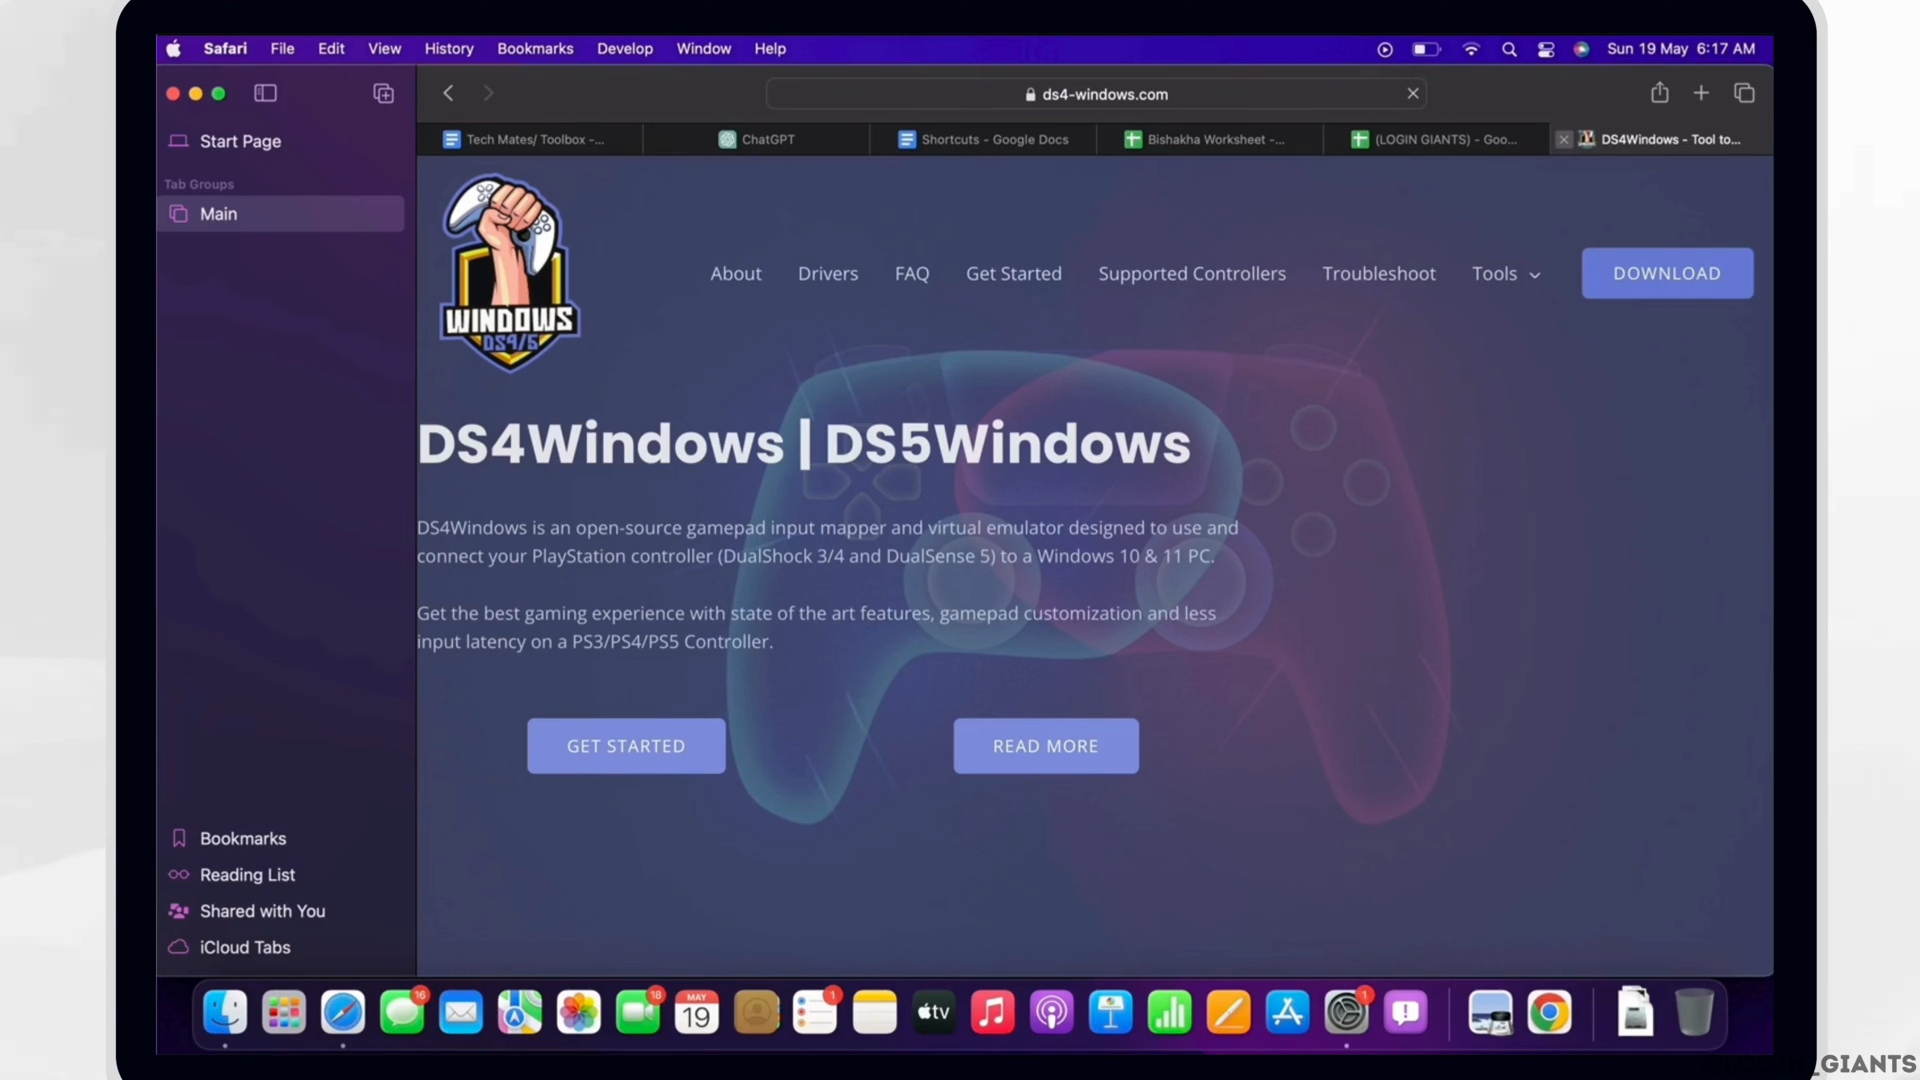 Safari File Edit View History Bookmarks Develop Window Help Sun 19 May 6:17 AM
ds4-windows.com
Tech Mates/ Toolbox -... ChatGPT Shortcuts - Google Docs Bishakha Worksheet -... (LOGIN GIANTS) - Goo... DS4Windows - Tool to...
Start Page
Tab Groups
Main
Bookmarks
Reading List
Shared with You
iCloud Tabs
WINDOWS
DS4/5
About Drivers FAQ Get Started Supported Controllers Troubleshoot Tools DOWNLOAD
DS4Windows | DS5Windows
DS4Windows is an open-source gamepad input mapper and virtual emulator designed to use and
connect your PlayStation controller (DualShock 3/4 and DualSense 5) to a Windows 10 & 11 PC.
Get the best gaming experience with state of the art features, gamepad customization and less
input latency on a PS3/PS4/PS5 Controller.
GET STARTED READ MORE
16 18 MAY 19 1 tv 1
_GIANTS